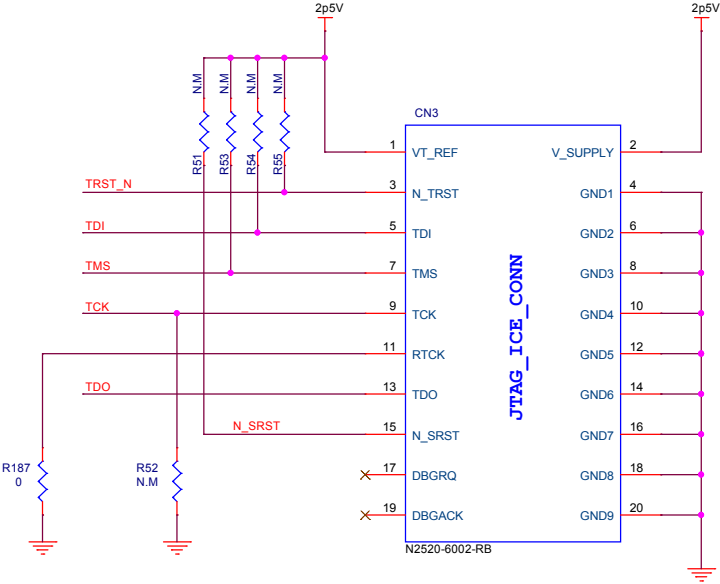 2p5V
2p5V
N.M
N.M
N.M
N.M
R51
R53
R54
R55
CN3
1
VT_REF
V_SUPPLY
2
TRST_N
3
N_TRST
GND1
4
TDI
5
TDI
GND2
6
TMS
7
TMS
GND3
8
TCK
9
TCK
GND4
10
11
RTCK
GND5
12
TDO
13
TDO
GND6
14
N_SRST
15
N_SRST
GND7
16
17
DBGRQ
GND8
18
19
DBGACK
GND9
20
JTAG_ICE_CONN
R187
0
R52
N.M
N2520-6002-RB